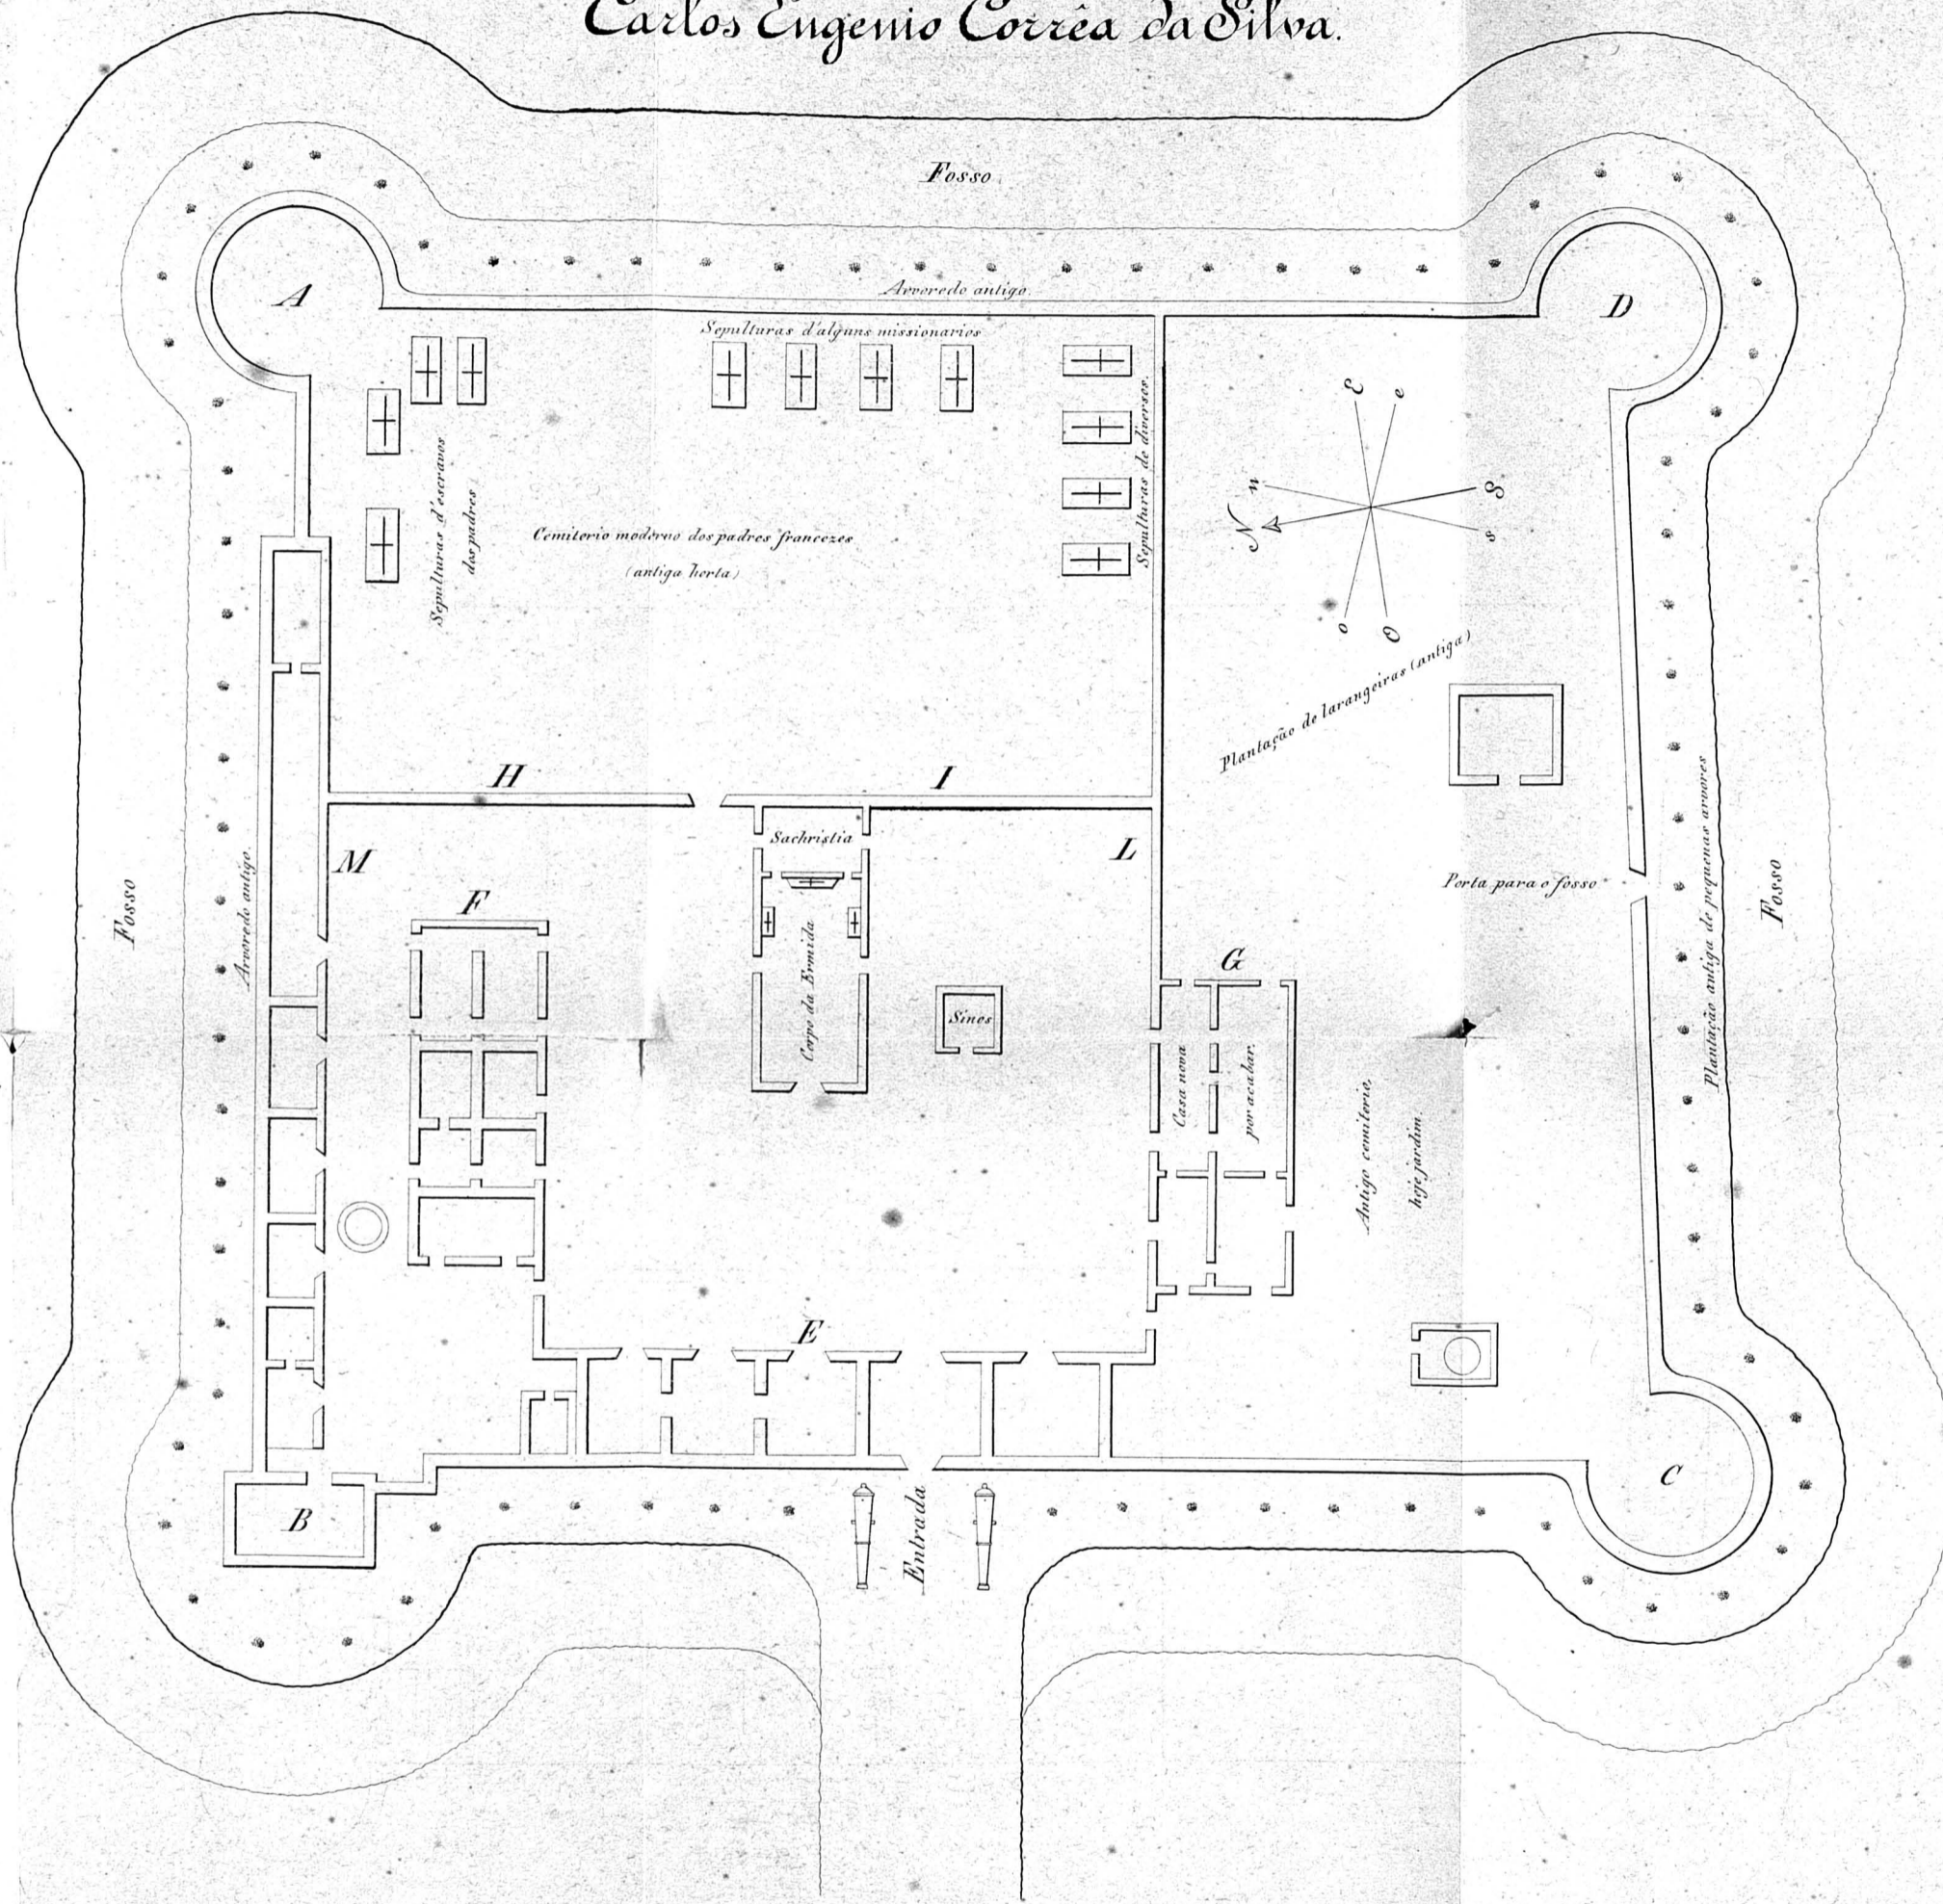 Carlos Eugenio Corrêa da Silva.
Fosso
Arvoredo antigo
A
D
Sepulturas d'alguns missionarios
Sepulturas d'escravos
dos padres
Sepulturas de diversos.
Cemiterio moderno dos padres francezes
(antiga horta)
E
e
n
N
S
s
o
O
Plantação de larangeiras (antiga)
H
I
M
L
Sachristia
F
Corpo da Ermida
Sinos
G
Casa nova
por acabar.
Porta para o fosso
Antigo cemiterio,
hoje jardim.
Plantação antiga de pequenas arvores
Fosso
Fosso
Arvoredo antigo.
E
B
C
Entrada